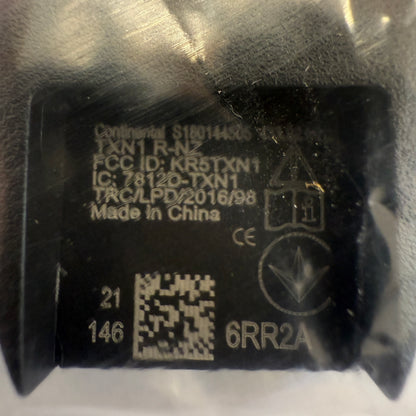 Continental S180144505
TXN1 R-NZ
FCC ID: KR5TXN1
IC: 7812D-TXN1
TRC/LPD/2016/98
Made in China
CE
21
146
6RR2A